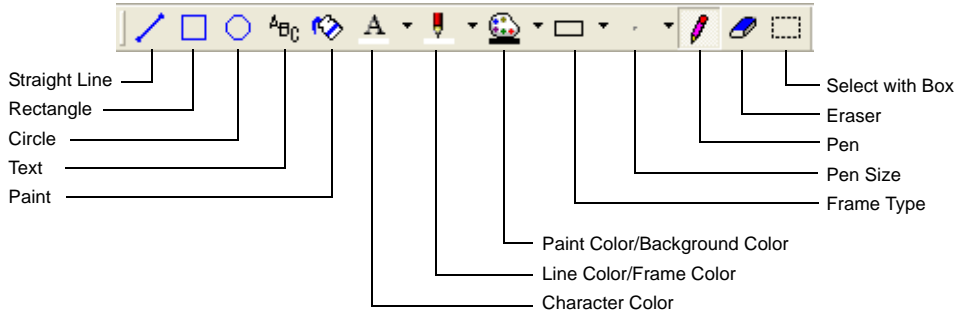 ABC
A
Straight Line
Rectangle
Circle
Text
Paint
Select with Box
Eraser
Pen
Pen Size
Frame Type
Paint Color/Background Color
Line Color/Frame Color
Character Color